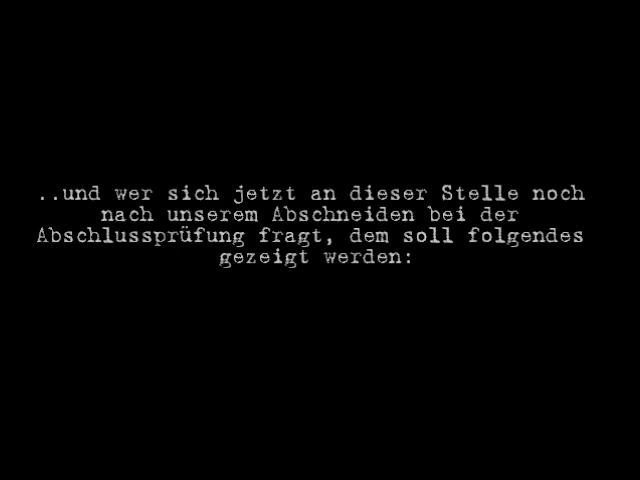 ..und wer sich jetzt an dieser Stelle noch
nach unserem Abschneiden bei der
Abschlussprüfung fragt, dem soll folgendes
gezeigt werden: